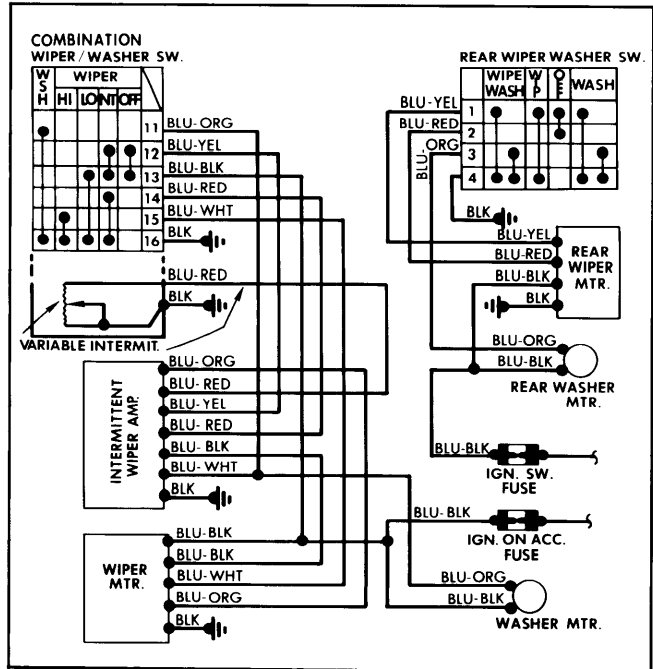 COMBINATION
WIPER/WASHER SW.
WSH
WIPER
HI
LO
INT
OFF
11 BLU-ORG
12 BLU-YEL
13 BLU-BLK
14 BLU-RED
15 BLU-WHT
16 BLK
BLU-RED
BLK
VARIABLE INTERMIT.
INTERMITTENT
WIPER AMP.
BLU-ORG
BLU-RED
BLU-YEL
BLU-RED
BLU-BLK
BLU-WHT
BLK
WIPER
MTR.
BLU-BLK
BLU-BLK
BLU-WHT
BLU-ORG
BLK
REAR WIPER WASHER SW.
WIPE
WASH
WIP
OFF
WASH
BLU-YEL 1
BLU-RED 2
BLU-ORG 3
4
BLK
BLU-YEL
BLU-RED
BLU-BLK
BLK
REAR
WIPER
MTR.
BLU-ORG
BLU-BLK
REAR WASHER
MTR.
BLU-BLK
IGN. SW.
FUSE
BLU-BLK
IGN. ON ACC.
FUSE
BLU-ORG
BLU-BLK
WASHER MTR.